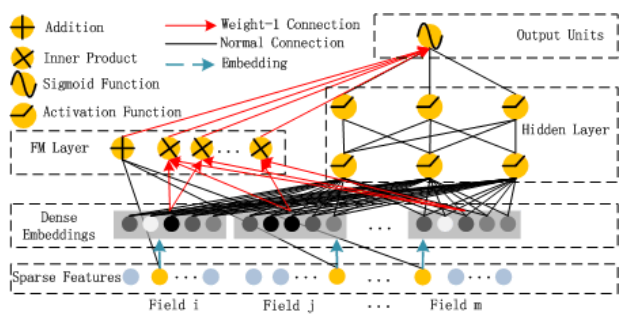 Addition
Inner Product
Sigmoid Function
Activation Function
Weight-1 Connection
Normal Connection
Embedding
Output Units
Hidden Layer
FM Layer
...
Dense
Embeddings
...
Sparse Features
... ... ... ...
Field i Field j ... Field m